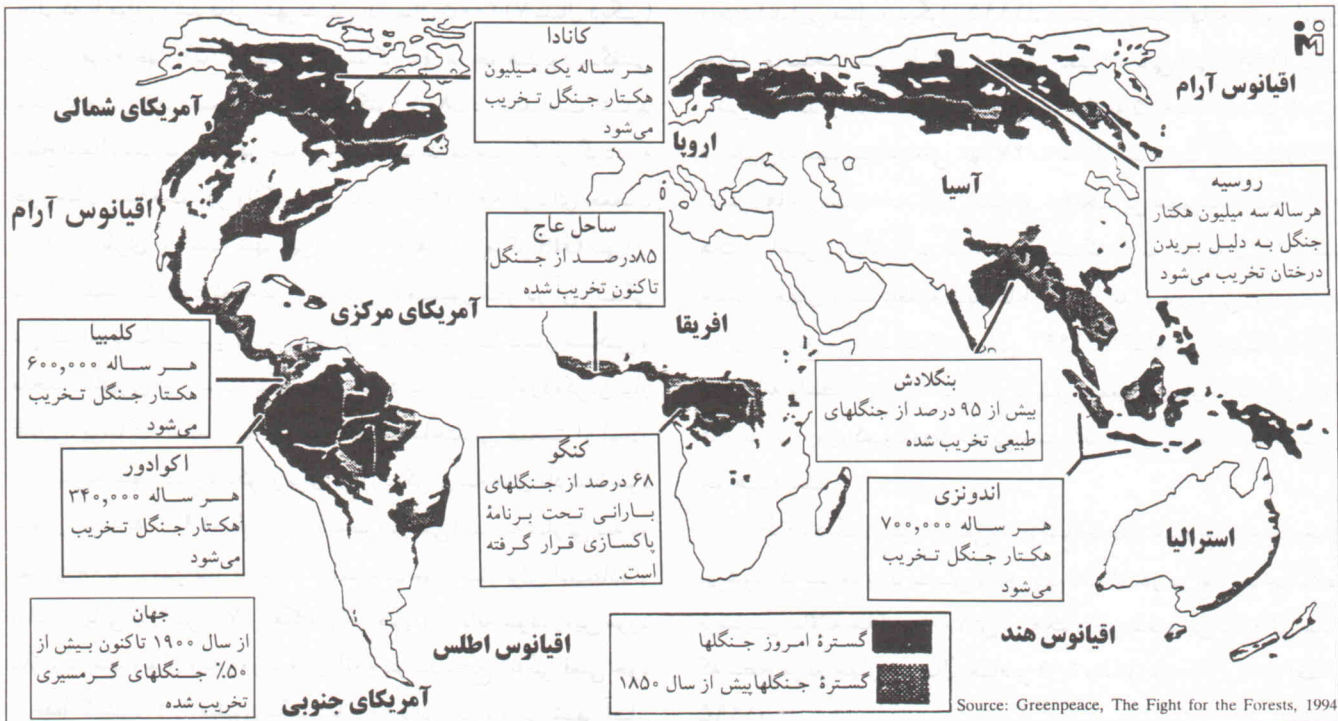 کانادا
هر ساله یک میلیون
هکتار جنگل تخریب
می‌شود
آمریکای شمالی
اقیانوس آرام
اروپا
آسیا
اقیانوس آرام
روسیه
هرساله سه میلیون هکتار
جنگل به دلیل بریدن
درختان تخریب می‌شود
ساحل عاج
۸۵درصد از جنگل
تاکنون تخریب شده
آمریکای مرکزی
افریقا
کلمبیا
هر ساله ۶۰۰,۰۰۰
هکتار جنگل تخریب
می‌شود
بنگلادش
بیش از ۹۵ درصد از جنگلهای
طبیعی تخریب شده
اکوادور
هر ساله ۳۴۰,۰۰۰
هکتار جنگل تخریب
می‌شود
کنگو
۶۸ درصد از جنگلهای
بارانی تحت برنامهٔ
پاکسازی قرار گرفته
است.
اندونزی
هر ساله ۷۰۰,۰۰۰
هکتار جنگل تخریب
می‌شود
استرالیا
جهان
از سال ۱۹۰۰ تاکنون بیش از
۵۰٪ جنگلهای گرمسیری
تخریب شده
اقیانوس اطلس
آمریکای جنوبی
گسترهٔ امروز جنگلها
گسترهٔ جنگلهاپیش از سال ۱۸۵۰
اقیانوس هند
Source: Greenpeace, The Fight for the Forests, 1994